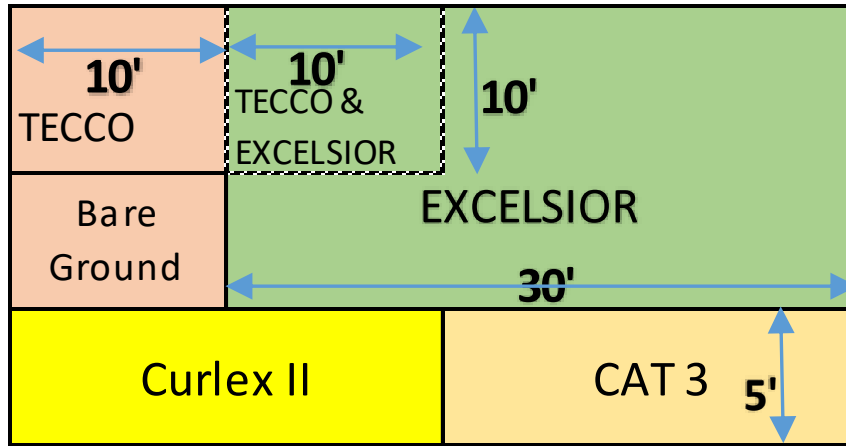 10'
TECCO
10'
TECCO &
EXCELSIOR
10'
Bare
Ground
EXCELSIOR
30'
Curlex II
CAT 3
5'